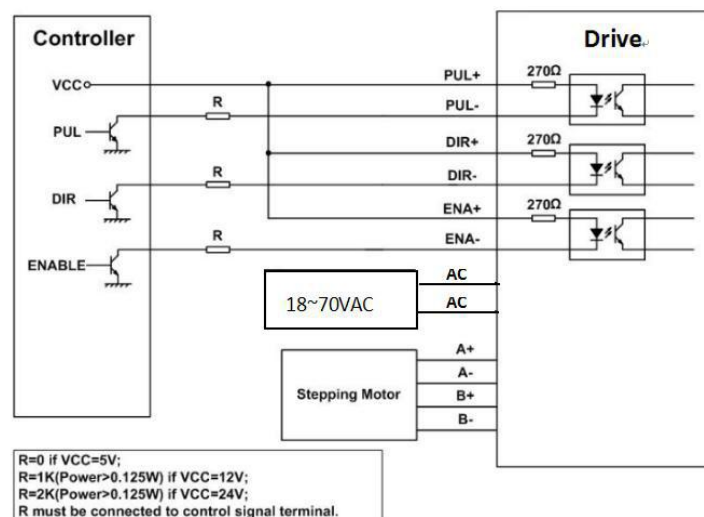 Controller
Drive
VCC
PUL
DIR
ENABLE
R
R
R
PUL+
PUL-
DIR+
DIR-
ENA+
ENA-
270Ω
270Ω
270Ω
18~70VAC
AC
AC
Stepping Motor
A+
A-
B+
B-
R=0 if VCC=5V;
R=1K(Power>0.125W) if VCC=12V;
R=2K(Power>0.125W) if VCC=24V;
R must be connected to control signal terminal.